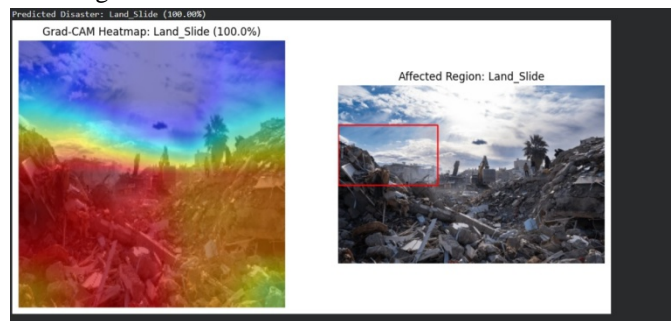 Predicted Disaster: Land_Slide (100.00%)
Grad-CAM Heatmap: Land_Slide (100.0%)
Affected Region: Land_Slide